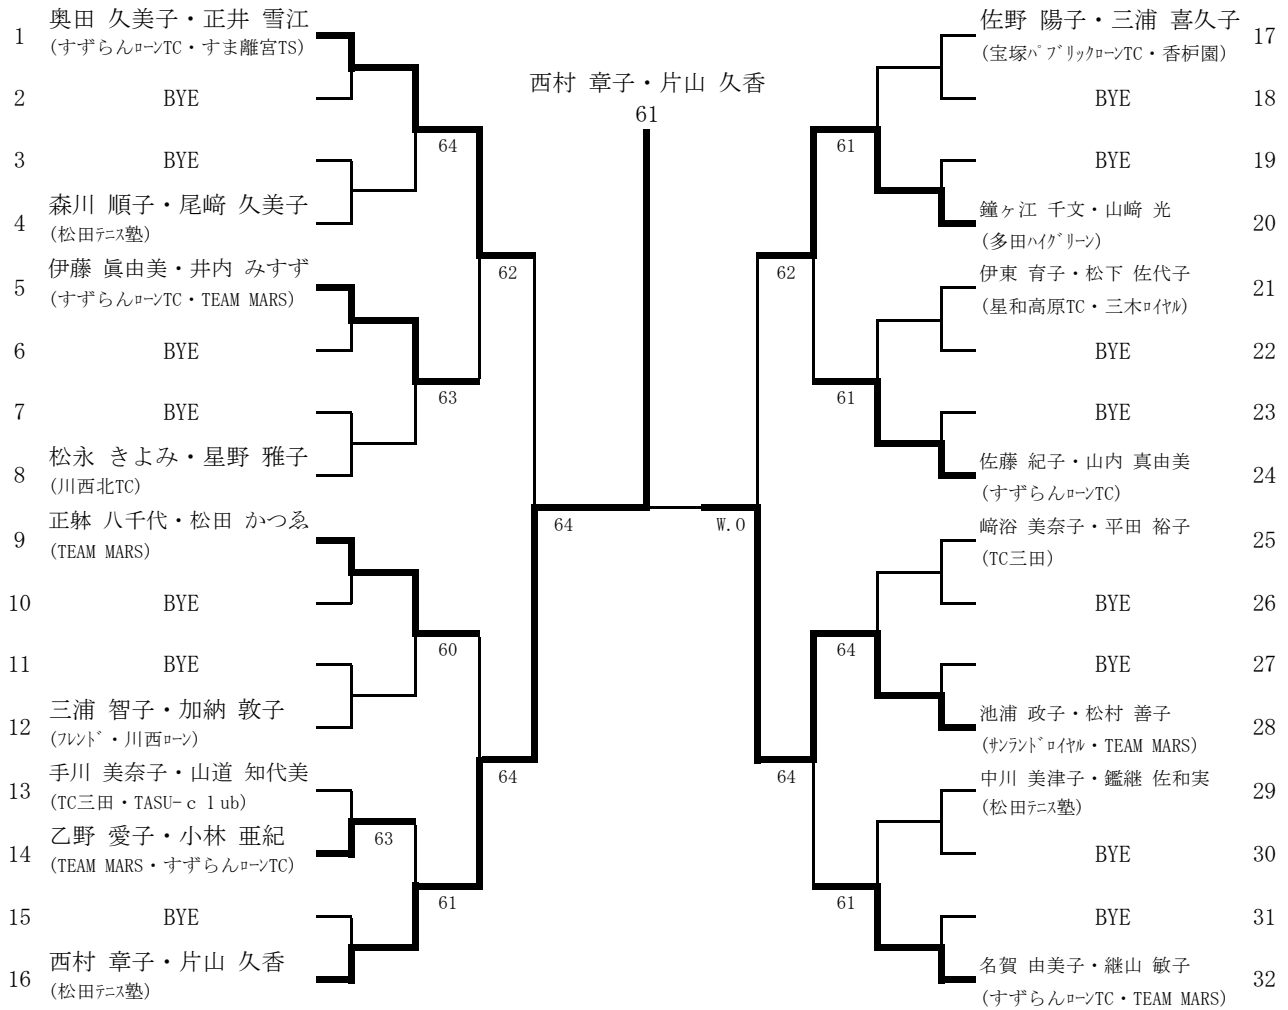 1
奥田 久美子・正井 雪江
(すずらんﾛｰﾝTC・すま離宮TS)
2
BYE
3
BYE
4
森川 順子・尾﨑 久美子
(松田ﾃﾆｽ塾)
5
伊藤 眞由美・井内 みすず
(すずらんﾛｰﾝTC・TEAM MARS)
6
BYE
7
BYE
8
松永 きよみ・星野 雅子
(川西北TC)
9
正躰 八千代・松田 かつゑ
(TEAM MARS)
10
BYE
11
BYE
12
三浦 智子・加納 敦子
(ﾌﾚﾝﾄﾞ・川西ﾛｰﾝ)
13
手川 美奈子・山道 知代美
(TC三田・TASU-ｃｌub)
14
乙野 愛子・小林 亜紀
(TEAM MARS・すずらんﾛｰﾝTC)
15
BYE
16
西村 章子・片山 久香
(松田ﾃﾆｽ塾)
64
63
60
63
61
62
64
64
西村 章子・片山 久香
61
W.O
62
64
61
61
64
61
佐野 陽子・三浦 喜久子
17
(宝塚ﾊﾟﾌﾞﾘｯｸﾛｰﾝTC・香枦園)
BYE
18
BYE
19
鐘ヶ江 千文・山﨑 光
20
(多田ﾊｲｸﾞﾘｰﾝ)
伊東 育子・松下 佐代子
21
(星和高原TC・三木ﾛｲﾔﾙ)
BYE
22
BYE
23
佐藤 紀子・山内 真由美
24
(すずらんﾛｰﾝTC)
﨑浴 美奈子・平田 裕子
25
(TC三田)
BYE
26
BYE
27
池浦 政子・松村 善子
28
(ｻﾝﾗﾝﾄﾞﾛｲﾔﾙ・TEAM MARS)
中川 美津子・鑑継 佐和実
29
(松田ﾃﾆｽ塾)
BYE
30
BYE
31
名賀 由美子・継山 敏子
32
(すずらんﾛｰﾝTC・TEAM MARS)